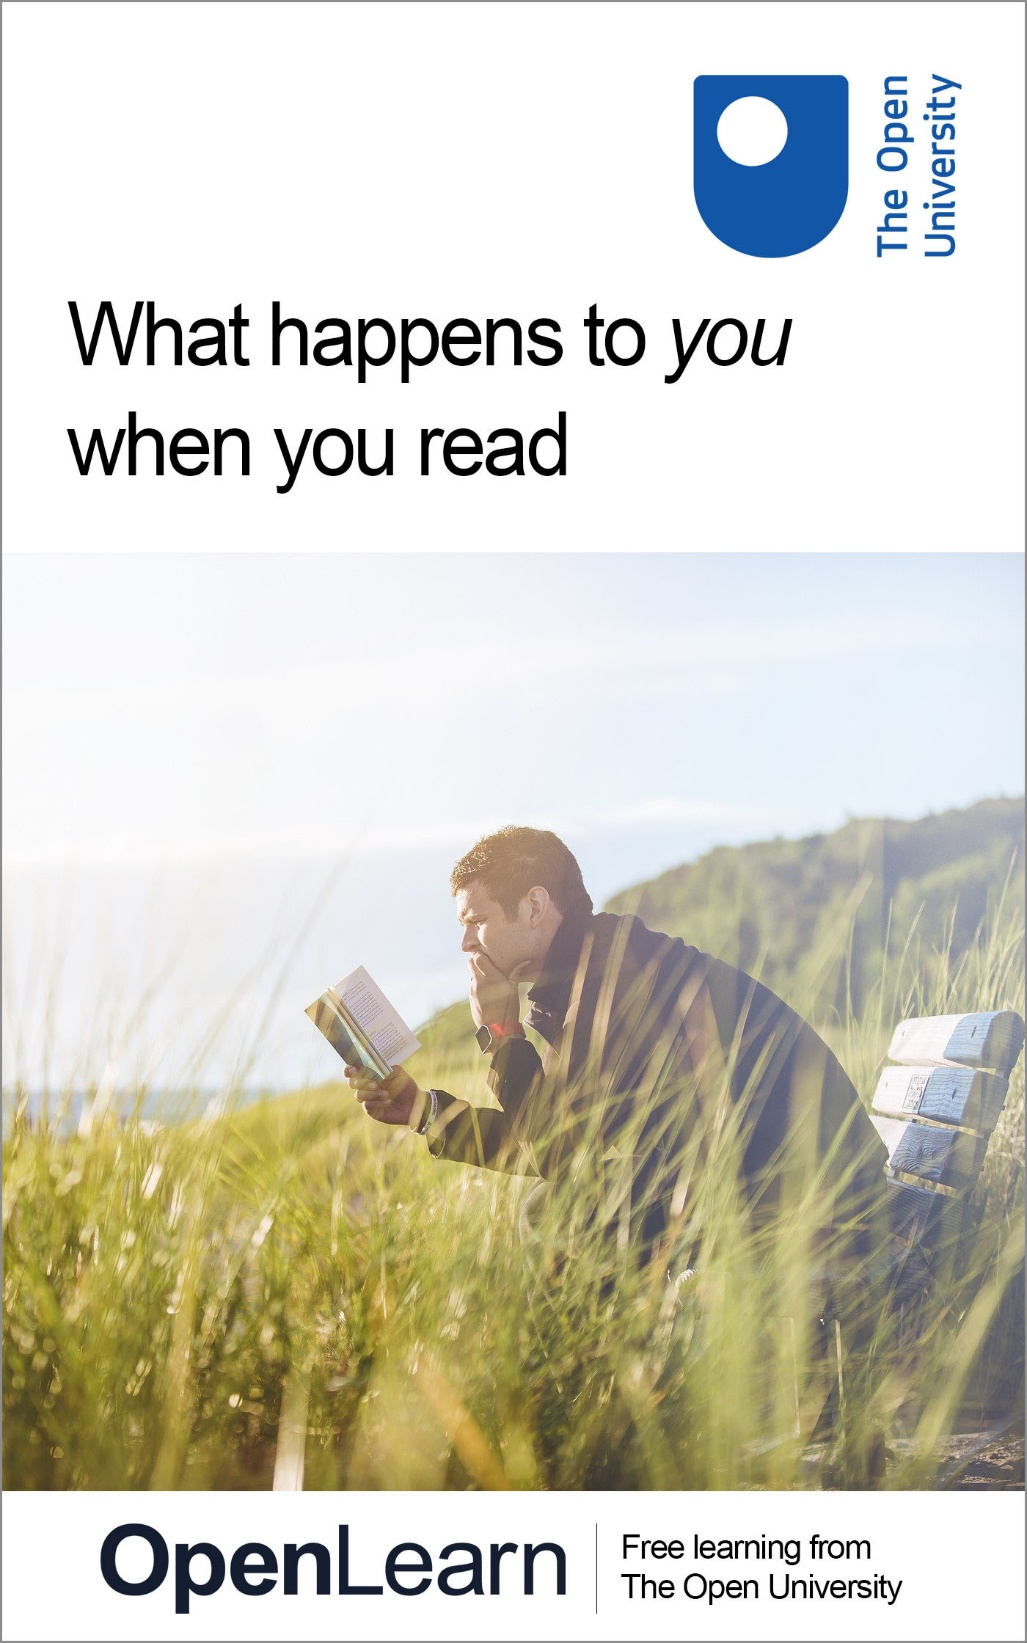 The Open
University
What happens to you
when you read
OpenLearn
Free learning from
The Open University